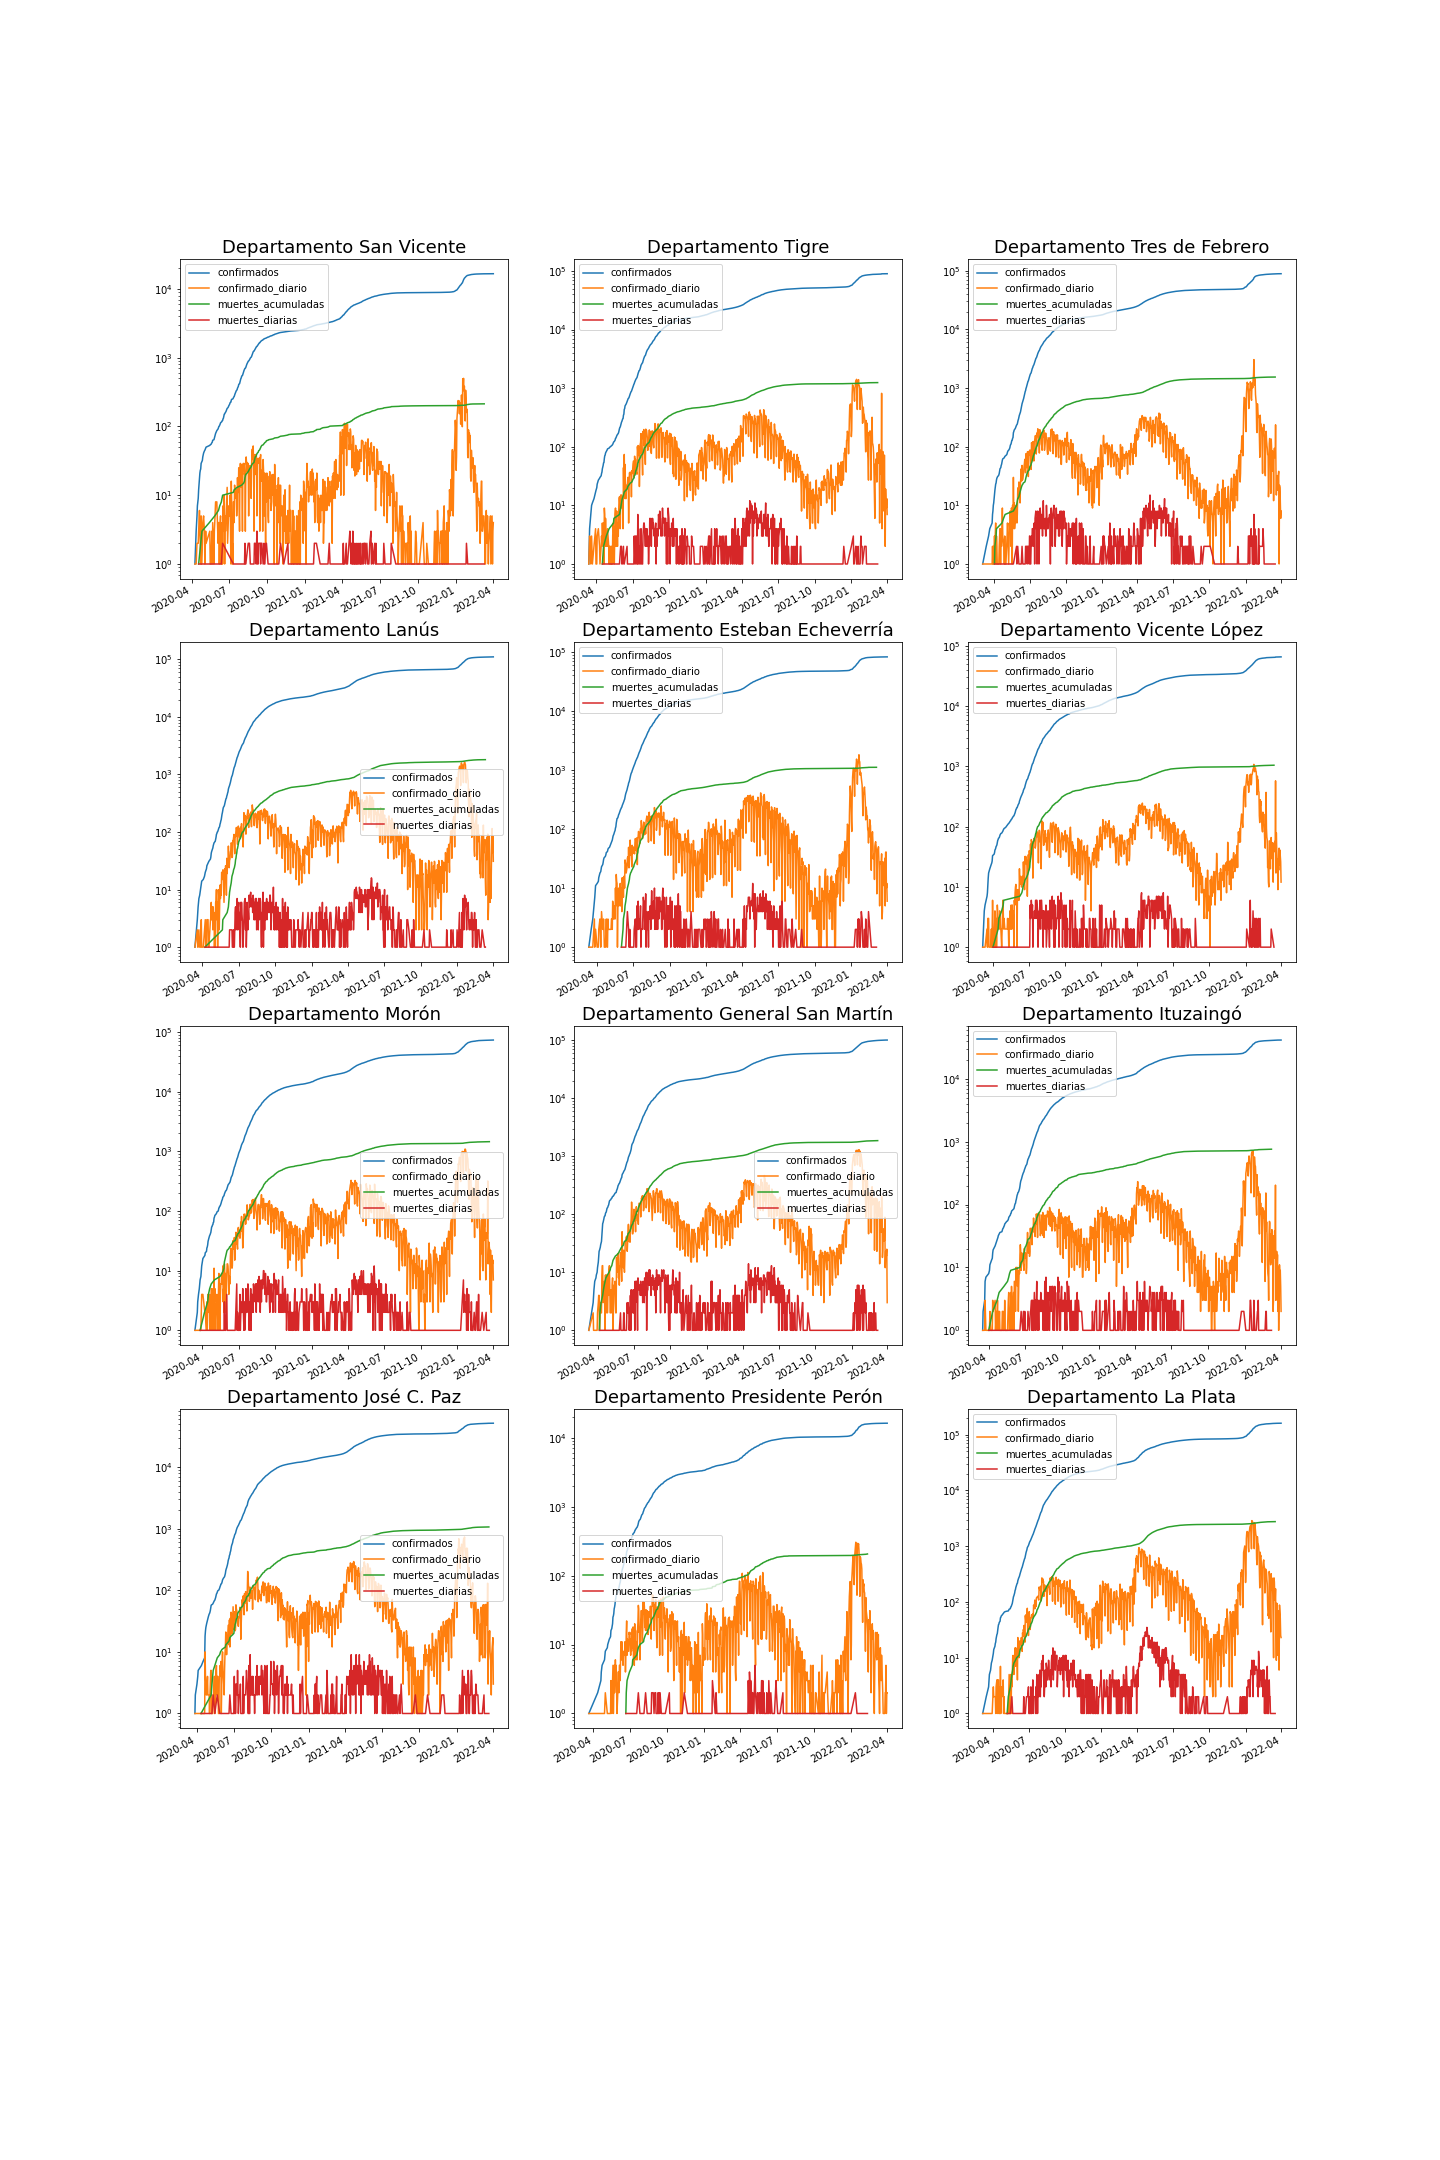 Departamento San Vicente
confirmados
confirmado_diario
muertes_acumuladas
muertes_diarias
10⁴
10³
10²
10¹
10⁰
2020-04 2020-07 2020-10 2021-01 2021-04 2021-07 2021-10 2022-01 2022-04
Departamento Tigre
confirmados
confirmado_diario
muertes_acumuladas
muertes_diarias
10⁵
10⁴
10³
10²
10¹
10⁰
2020-04 2020-07 2020-10 2021-01 2021-04 2021-07 2021-10 2022-01 2022-04
Departamento Tres de Febrero
confirmados
confirmado_diario
muertes_acumuladas
muertes_diarias
10⁵
10⁴
10³
10²
10¹
10⁰
2020-04 2020-07 2020-10 2021-01 2021-04 2021-07 2021-10 2022-01 2022-04
Departamento Lanús
10⁵
10⁴
10³
10²
10¹
10⁰
confirmados
confirmado_diario
muertes_acumuladas
muertes_diarias
2020-04 2020-07 2020-10 2021-01 2021-04 2021-07 2021-10 2022-01 2022-04
Departamento Esteban Echeverría
confirmados
confirmado_diario
muertes_acumuladas
muertes_diarias
10⁵
10⁴
10³
10²
10¹
10⁰
2020-04 2020-07 2020-10 2021-01 2021-04 2021-07 2021-10 2022-01 2022-04
Departamento Vicente López
confirmados
confirmado_diario
muertes_acumuladas
muertes_diarias
10⁵
10⁴
10³
10²
10¹
10⁰
2020-04 2020-07 2020-10 2021-01 2021-04 2021-07 2021-10 2022-01 2022-04
Departamento Morón
10⁵
10⁴
10³
10²
10¹
10⁰
confirmados
confirmado_diario
muertes_acumuladas
muertes_diarias
2020-04 2020-07 2020-10 2021-01 2021-04 2021-07 2021-10 2022-01 2022-04
Departamento General San Martín
10⁵
10⁴
10³
10²
10¹
10⁰
confirmados
confirmado_diario
muertes_acumuladas
muertes_diarias
2020-04 2020-07 2020-10 2021-01 2021-04 2021-07 2021-10 2022-01 2022-04
Departamento Ituzaingó
confirmados
confirmado_diario
muertes_acumuladas
muertes_diarias
10⁴
10³
10²
10¹
10⁰
2020-04 2020-07 2020-10 2021-01 2021-04 2021-07 2021-10 2022-01 2022-04
Departamento José C. Paz
10⁴
10³
10²
10¹
10⁰
confirmados
confirmado_diario
muertes_acumuladas
muertes_diarias
2020-04 2020-07 2020-10 2021-01 2021-04 2021-07 2021-10 2022-01 2022-04
Departamento Presidente Perón
10⁴
10³
10²
10¹
10⁰
confirmados
confirmado_diario
muertes_acumuladas
muertes_diarias
2020-04 2020-07 2020-10 2021-01 2021-04 2021-07 2021-10 2022-01 2022-04
Departamento La Plata
confirmados
confirmado_diario
muertes_acumuladas
muertes_diarias
10⁵
10⁴
10³
10²
10¹
10⁰
2020-04 2020-07 2020-10 2021-01 2021-04 2021-07 2021-10 2022-01 2022-04